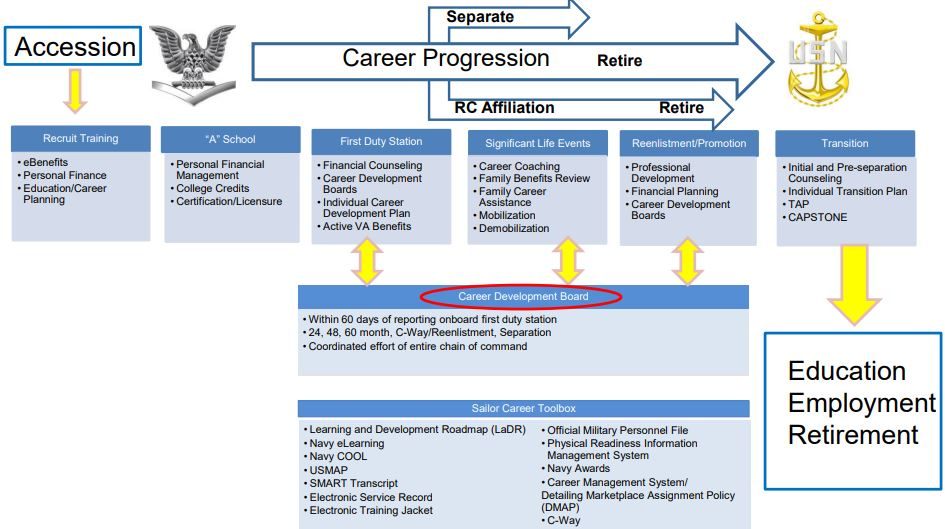 Separate
Accession
Career Progression
Retire
USN
RC Affiliation
Retire
Recruit Training
• eBenefits
• Personal Finance
• Education/Career
Planning
“A” School
• Personal Financial
Management
• College Credits
• Certification/Licensure
First Duty Station
• Financial Counseling
• Career Development
Boards
• Individual Career
Development Plan
• Active VA Benefits
Significant Life Events
• Career Coaching
• Family Benefits Review
• Family Career
Assistance
• Mobilization
• Demobilization
Reenlistment/Promotion
• Professional
Development
• Financial Planning
• Career Development
Boards
Transition
• Initial and Pre-separation
Counseling
• Individual Transition Plan
• TAP
• CAPSTONE
Career Development Board
• Within 60 days of reporting onboard first duty station
• 24, 48, 60 month, C-Way/Reenlistment, Separation
• Coordinated effort of entire chain of command
Education
Employment
Retirement
Sailor Career Toolbox
• Learning and Development Roadmap (LaDR)
• Navy eLearning
• Navy COOL
• USMAP
• SMART Transcript
• Electronic Service Record
• Electronic Training Jacket
• Official Military Personnel File
• Physical Readiness Information
Management System
• Navy Awards
• Career Management System/
Detailing Marketplace Assignment Policy
(DMAP)
• C-Way